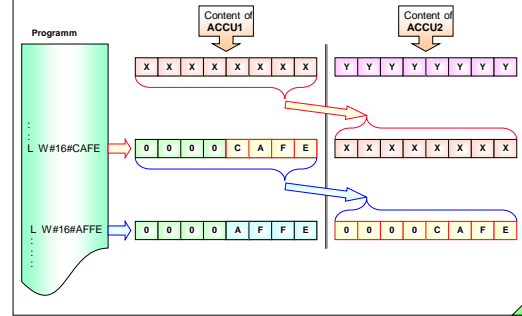 Content of
ACCU1
Content of
ACCU2
Programm
X X X X X X X X
Y Y Y Y Y Y Y Y
:
:
L W#16#CAFE
0 0 0 0 C A F E
X X X X X X X X
L W#16#AFFE
0 0 0 0 A F F E
0 0 0 0 C A F E
:
:
: